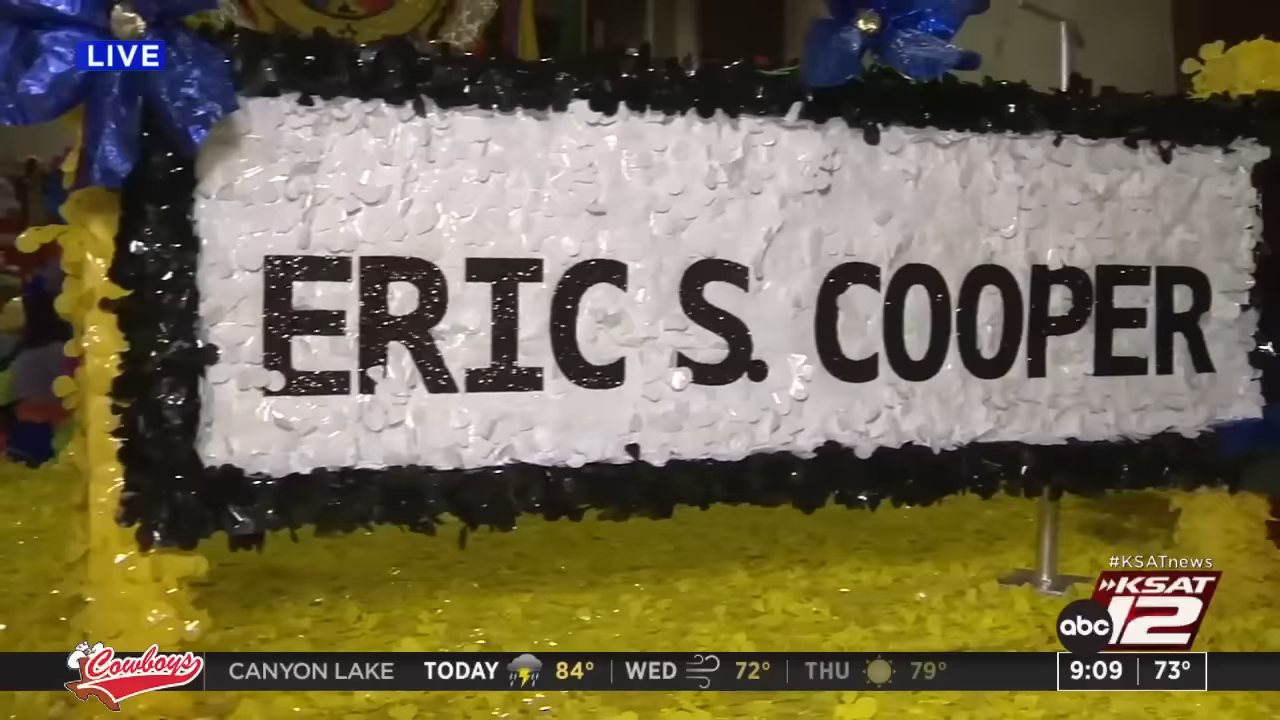 LIVE
ERIC S. COOPER
#KSATnews
KSAT
abc 12
Cowboys
CANYON LAKE TODAY 84° WED 72° THU 79°
9:09 73°